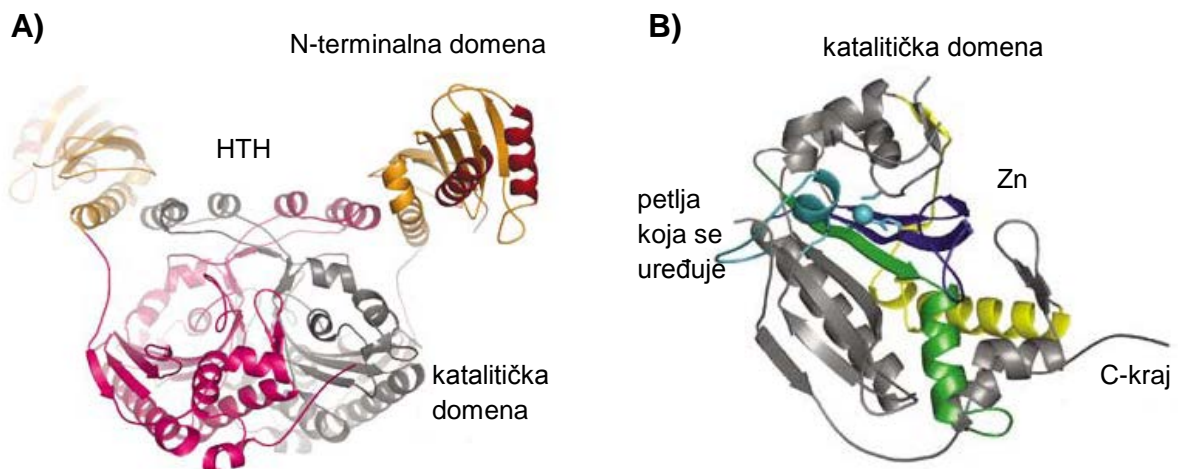 A)
N-terminalna domena
HTH
katalitička
domena
B)
katalitička domena
Zn
petlja
koja se
uređuje
C-kraj